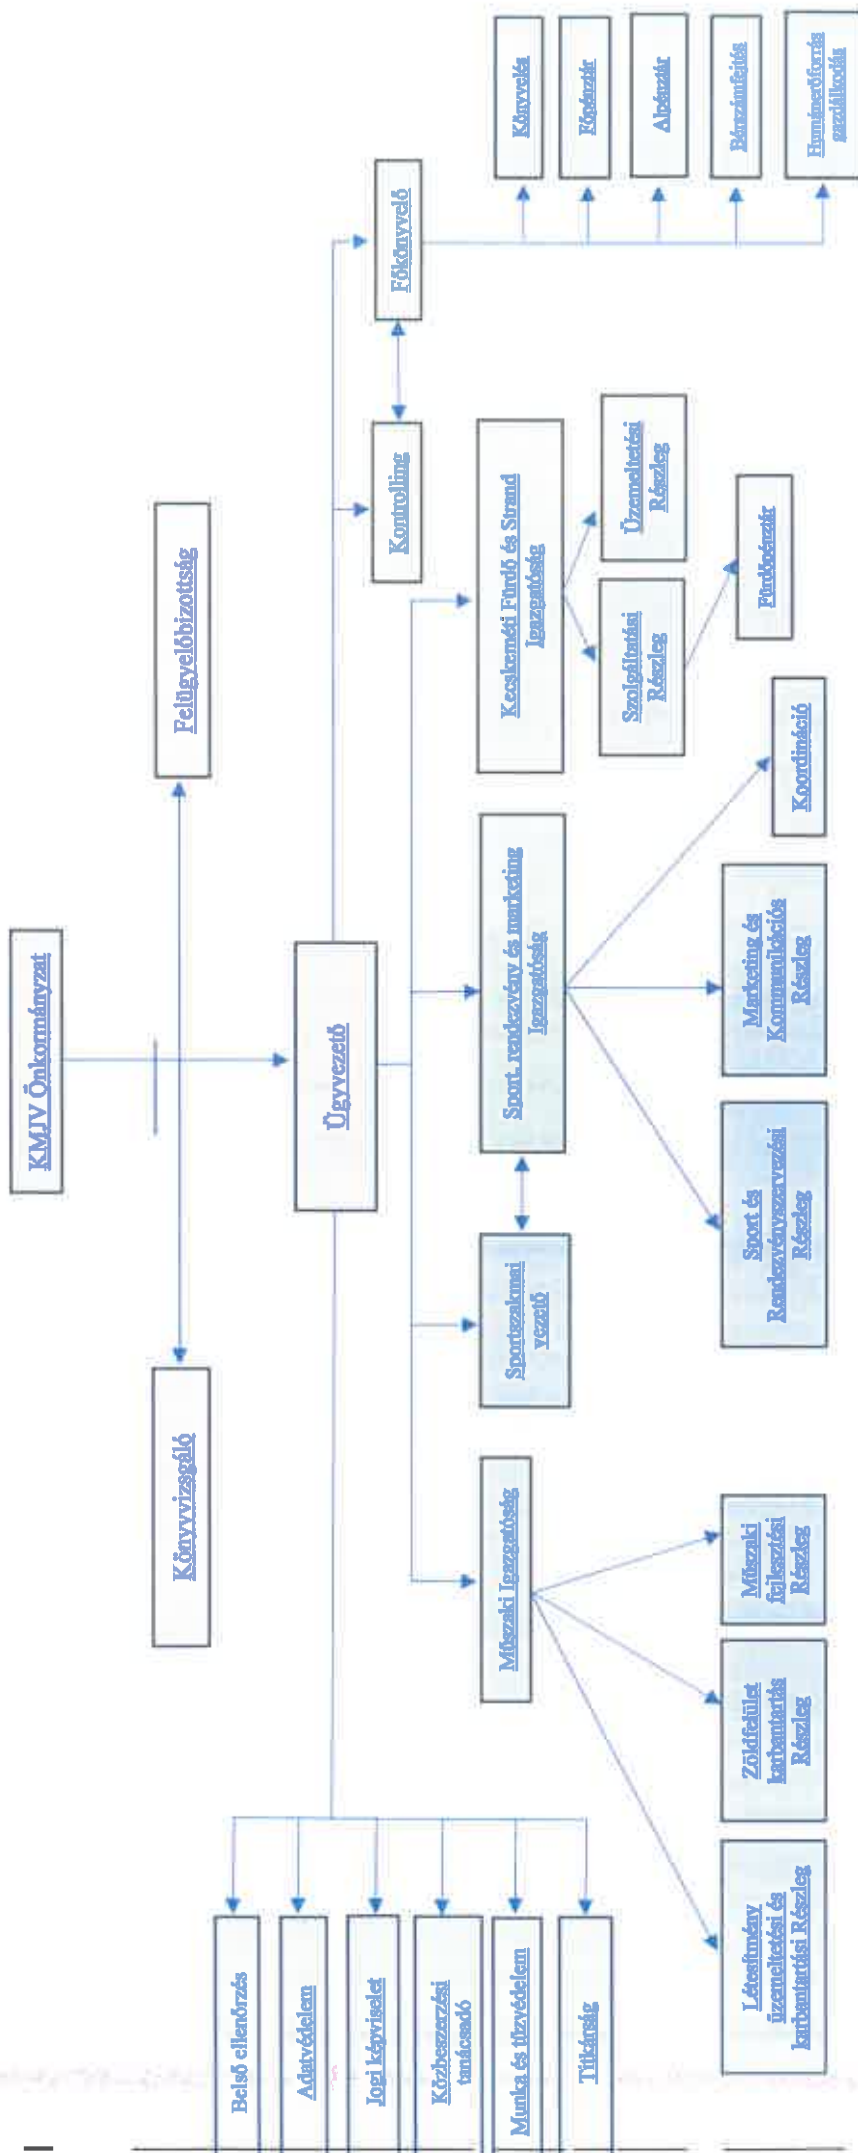 KMJV Önkormányzat
Könyvvizsgáló
Felügyelőbizottság
Ügyvezető
Belső ellenőrzés
Adatvédelem
Jogi képviselet
Közbeszerzési
tanácsadó
Munka és tűzvédelem
Titkárság
Kontrolling
Főkönyvelő
Könyvelés
Főpénztár
Alpénztár
Bérszámfejtés
Humánerőforrás
gazdálkodás
Műszaki Igazgatóság
Sportszakmai
vezető
Sport, rendezvény és marketing
Igazgatóság
Kecskeméti Fürdő és Strand
Igazgatóság
Szolgáltatási
Részleg
Üzemeltetési
Részleg
Fürdőpénztár
Létesítmény
üzemeltetési és
karbantartási Részleg
Zöldfelület
karbantartás
Részleg
Műszaki
fejlesztési
Részleg
Sport és
Rendezvényszervezési
Részleg
Marketing és
Kommunikációs
Részleg
Koordináció